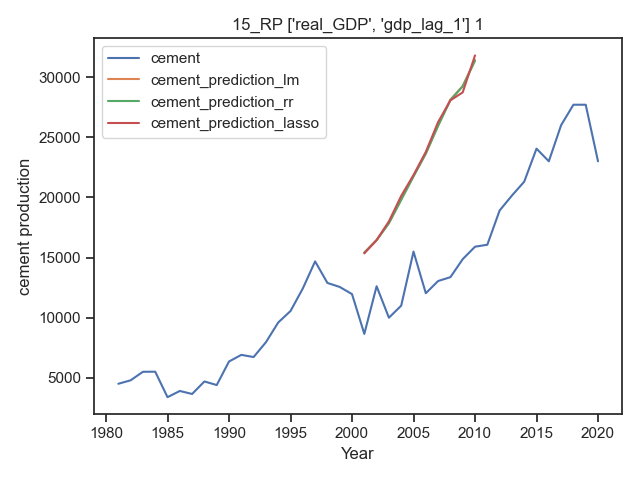 15_RP ['real_GDP', 'gdp_lag_1'] 1
cement
cement_prediction_lm
cement_prediction_rr
cement_prediction_lasso
30000
25000
20000
15000
10000
5000
cement production
1980 1985 1990 1995 2000 2005 2010 2015 2020
Year